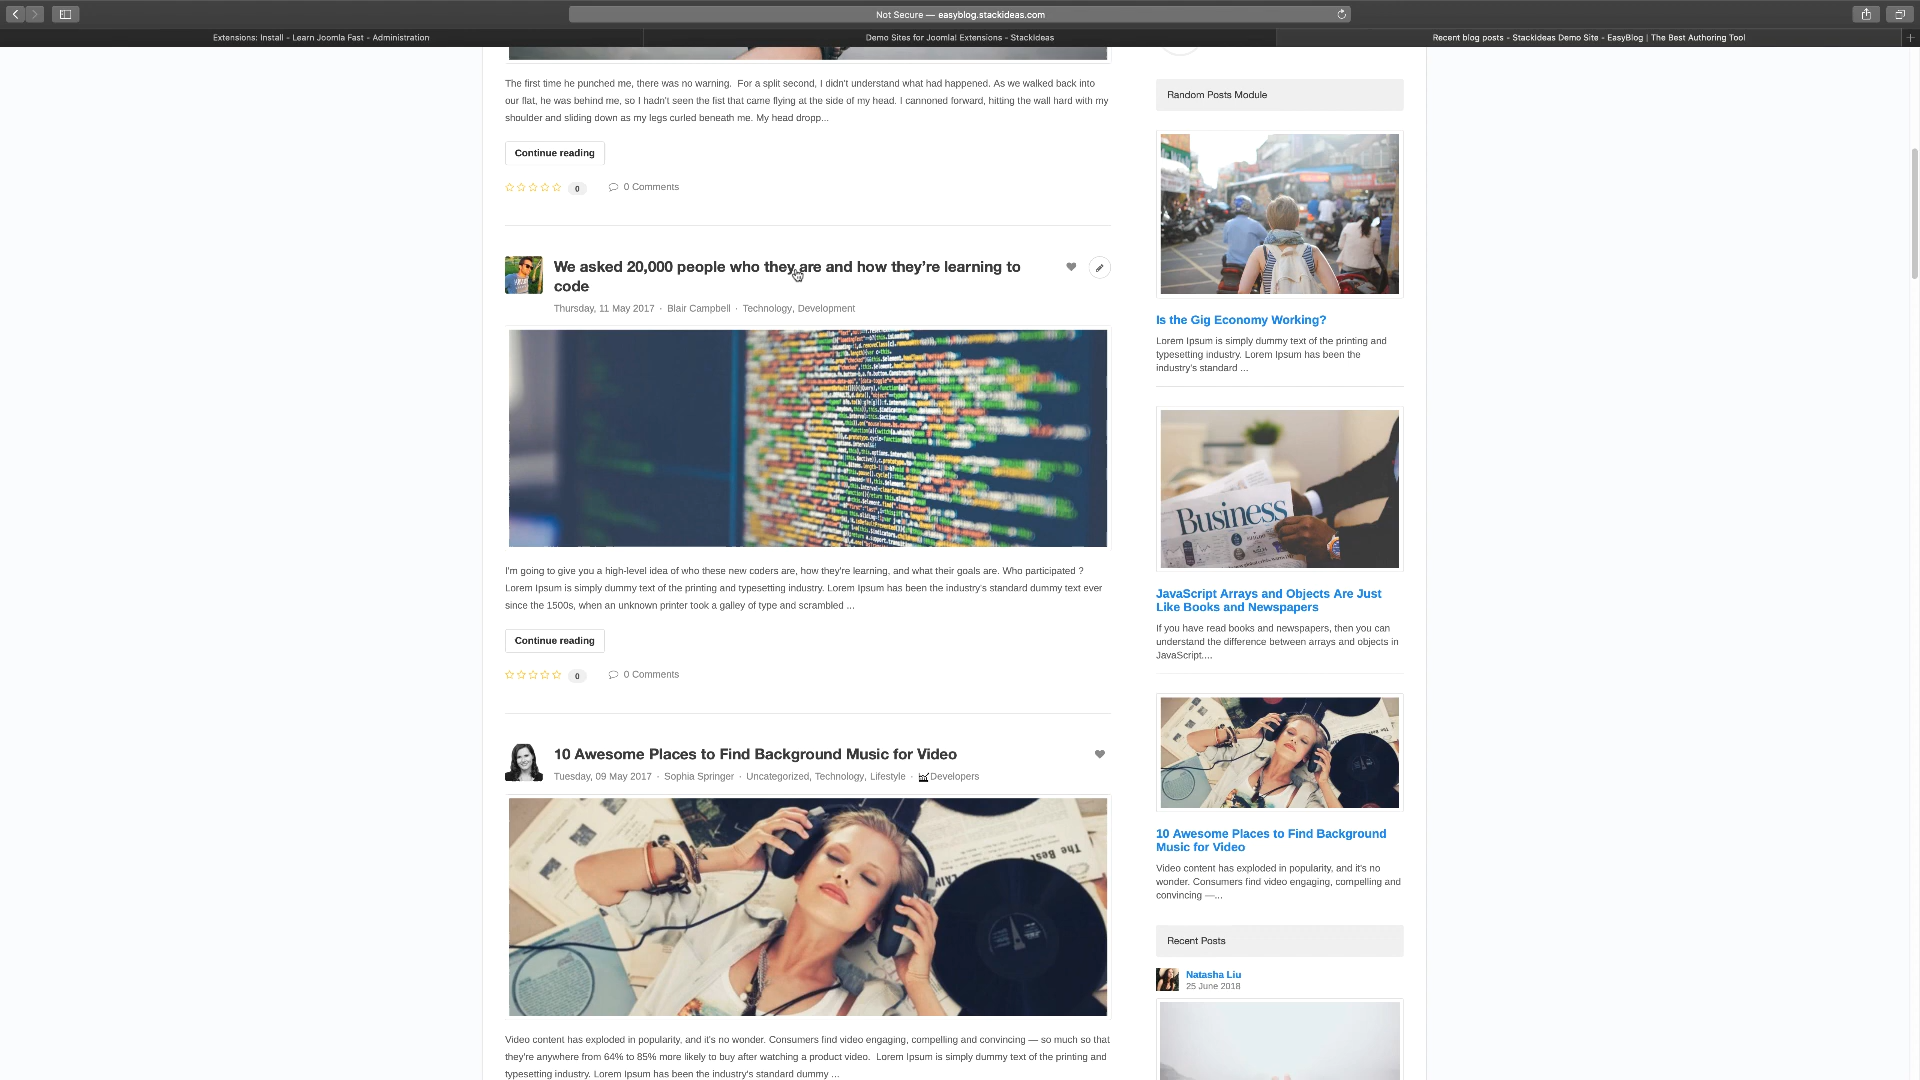 Not Secure — easyblog.stackideas.com
Extensions: Install - Learn Joomla Fast - Administration
Demo Sites for Joomla! Extensions - StackIdeas
Recent blog posts - StackIdeas Demo Site - EasyBlog | The Best Authoring Tool
The first time he punched me, there was no warning.  For a split second, I didn't understand what had happened. As we walked back into
our flat, he was behind me, so I hadn't seen the fist that came flying at the side of my head. I cannoned forward, hitting the wall hard with my
shoulder and sliding down as my legs curled beneath me. My head dropp...
Continue reading
0
0 Comments
We asked 20,000 people who they are and how they're learning to
code
Thursday, 11 May 2017 · Blair Campbell · Technology, Development
I'm going to give you a high-level idea of who these new coders are, how they're learning, and what their goals are. Who participated ?
Lorem Ipsum is simply dummy text of the printing and typesetting industry. Lorem Ipsum has been the industry's standard dummy text ever
since the 1500s, when an unknown printer took a galley of type and scrambled ...
Continue reading
0
0 Comments
10 Awesome Places to Find Background Music for Video
Tuesday, 09 May 2017 · Sophia Springer · Uncategorized, Technology, Lifestyle · Developers
The Best
Video content has exploded in popularity, and it's no wonder. Consumers find video engaging, compelling and convincing — so much so that
they're anywhere from 64% to 85% more likely to buy after watching a product video.  Lorem Ipsum is simply dummy text of the printing and
typesetting industry. Lorem Ipsum has been the industry's standard dummy ...
Random Posts Module
Is the Gig Economy Working?
Lorem Ipsum is simply dummy text of the printing and
typesetting industry. Lorem Ipsum has been the
industry's standard ...
Business
JavaScript Arrays and Objects Are Just
Like Books and Newspapers
If you have read books and newspapers, then you can
understand the difference between arrays and objects in
JavaScript....
10 Awesome Places to Find Background
Music for Video
Video content has exploded in popularity, and it's no
wonder. Consumers find video engaging, compelling and
convincing —...
Recent Posts
Natasha Liu
25 June 2018